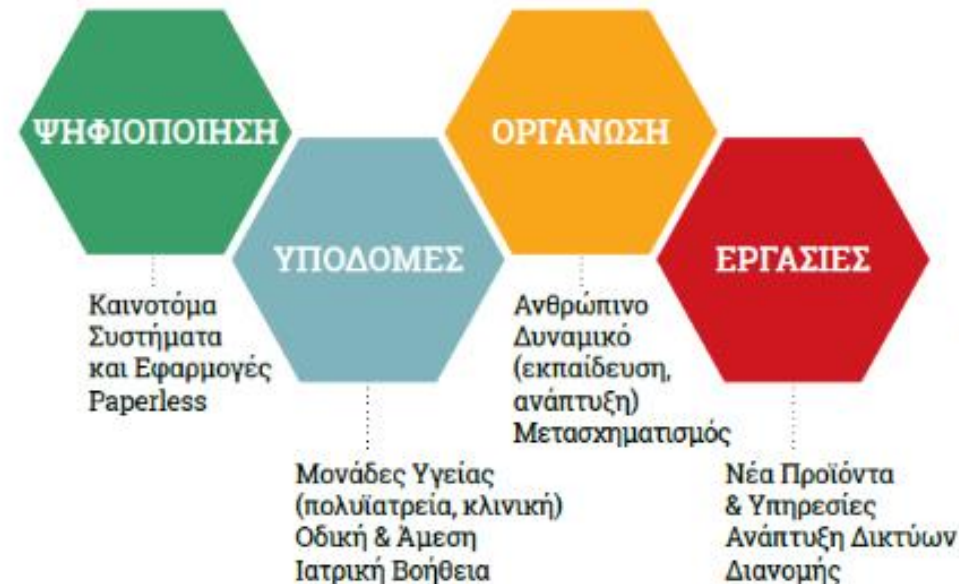 ΨΗΦΙΟΠΟΙΗΣΗ
Καινοτόμα
Συστήματα
και Εφαρμογές
Paperless
ΥΠΟΔΟΜΕΣ
Μονάδες Υγείας
(πολυϊατρεία, κλινική)
Οδική & Άμεση
Ιατρική Βοήθεια
ΟΡΓΑΝΩΣΗ
Ανθρώπινο
Δυναμικό
(εκπαίδευση,
ανάπτυξη)
Μετασχηματισμός
ΕΡΓΑΣΙΕΣ
Νέα Προϊόντα
& Υπηρεσίες
Ανάπτυξη Δικτύων
Διανομής